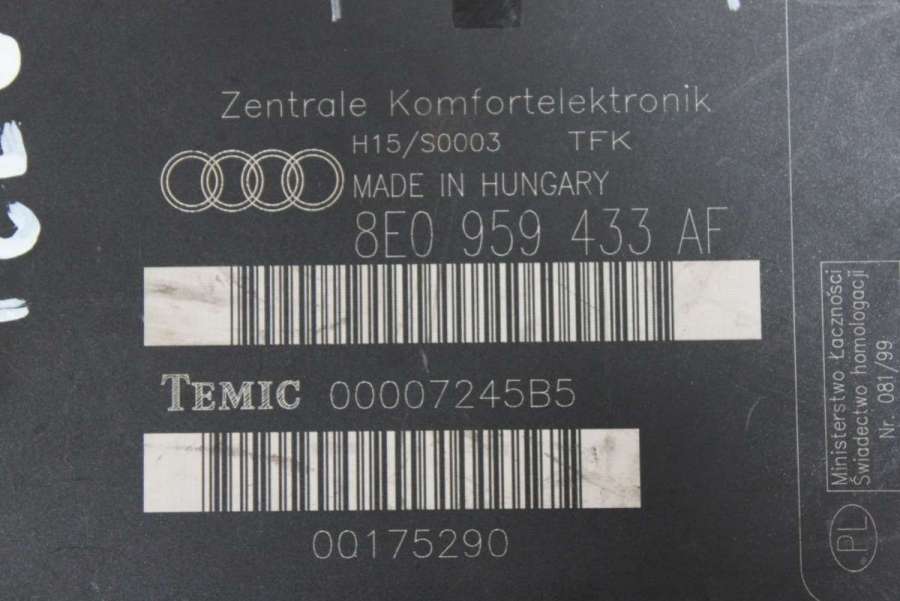 Zentrale Komfortelektronik
H15/S0003 TFK
MADE IN HUNGARY
8E0 959 433 AF
TEMIC 00007245B5
00175290
Ministerstwo Łączności
Świadectwo homologacji
Nr. 081/99
PL